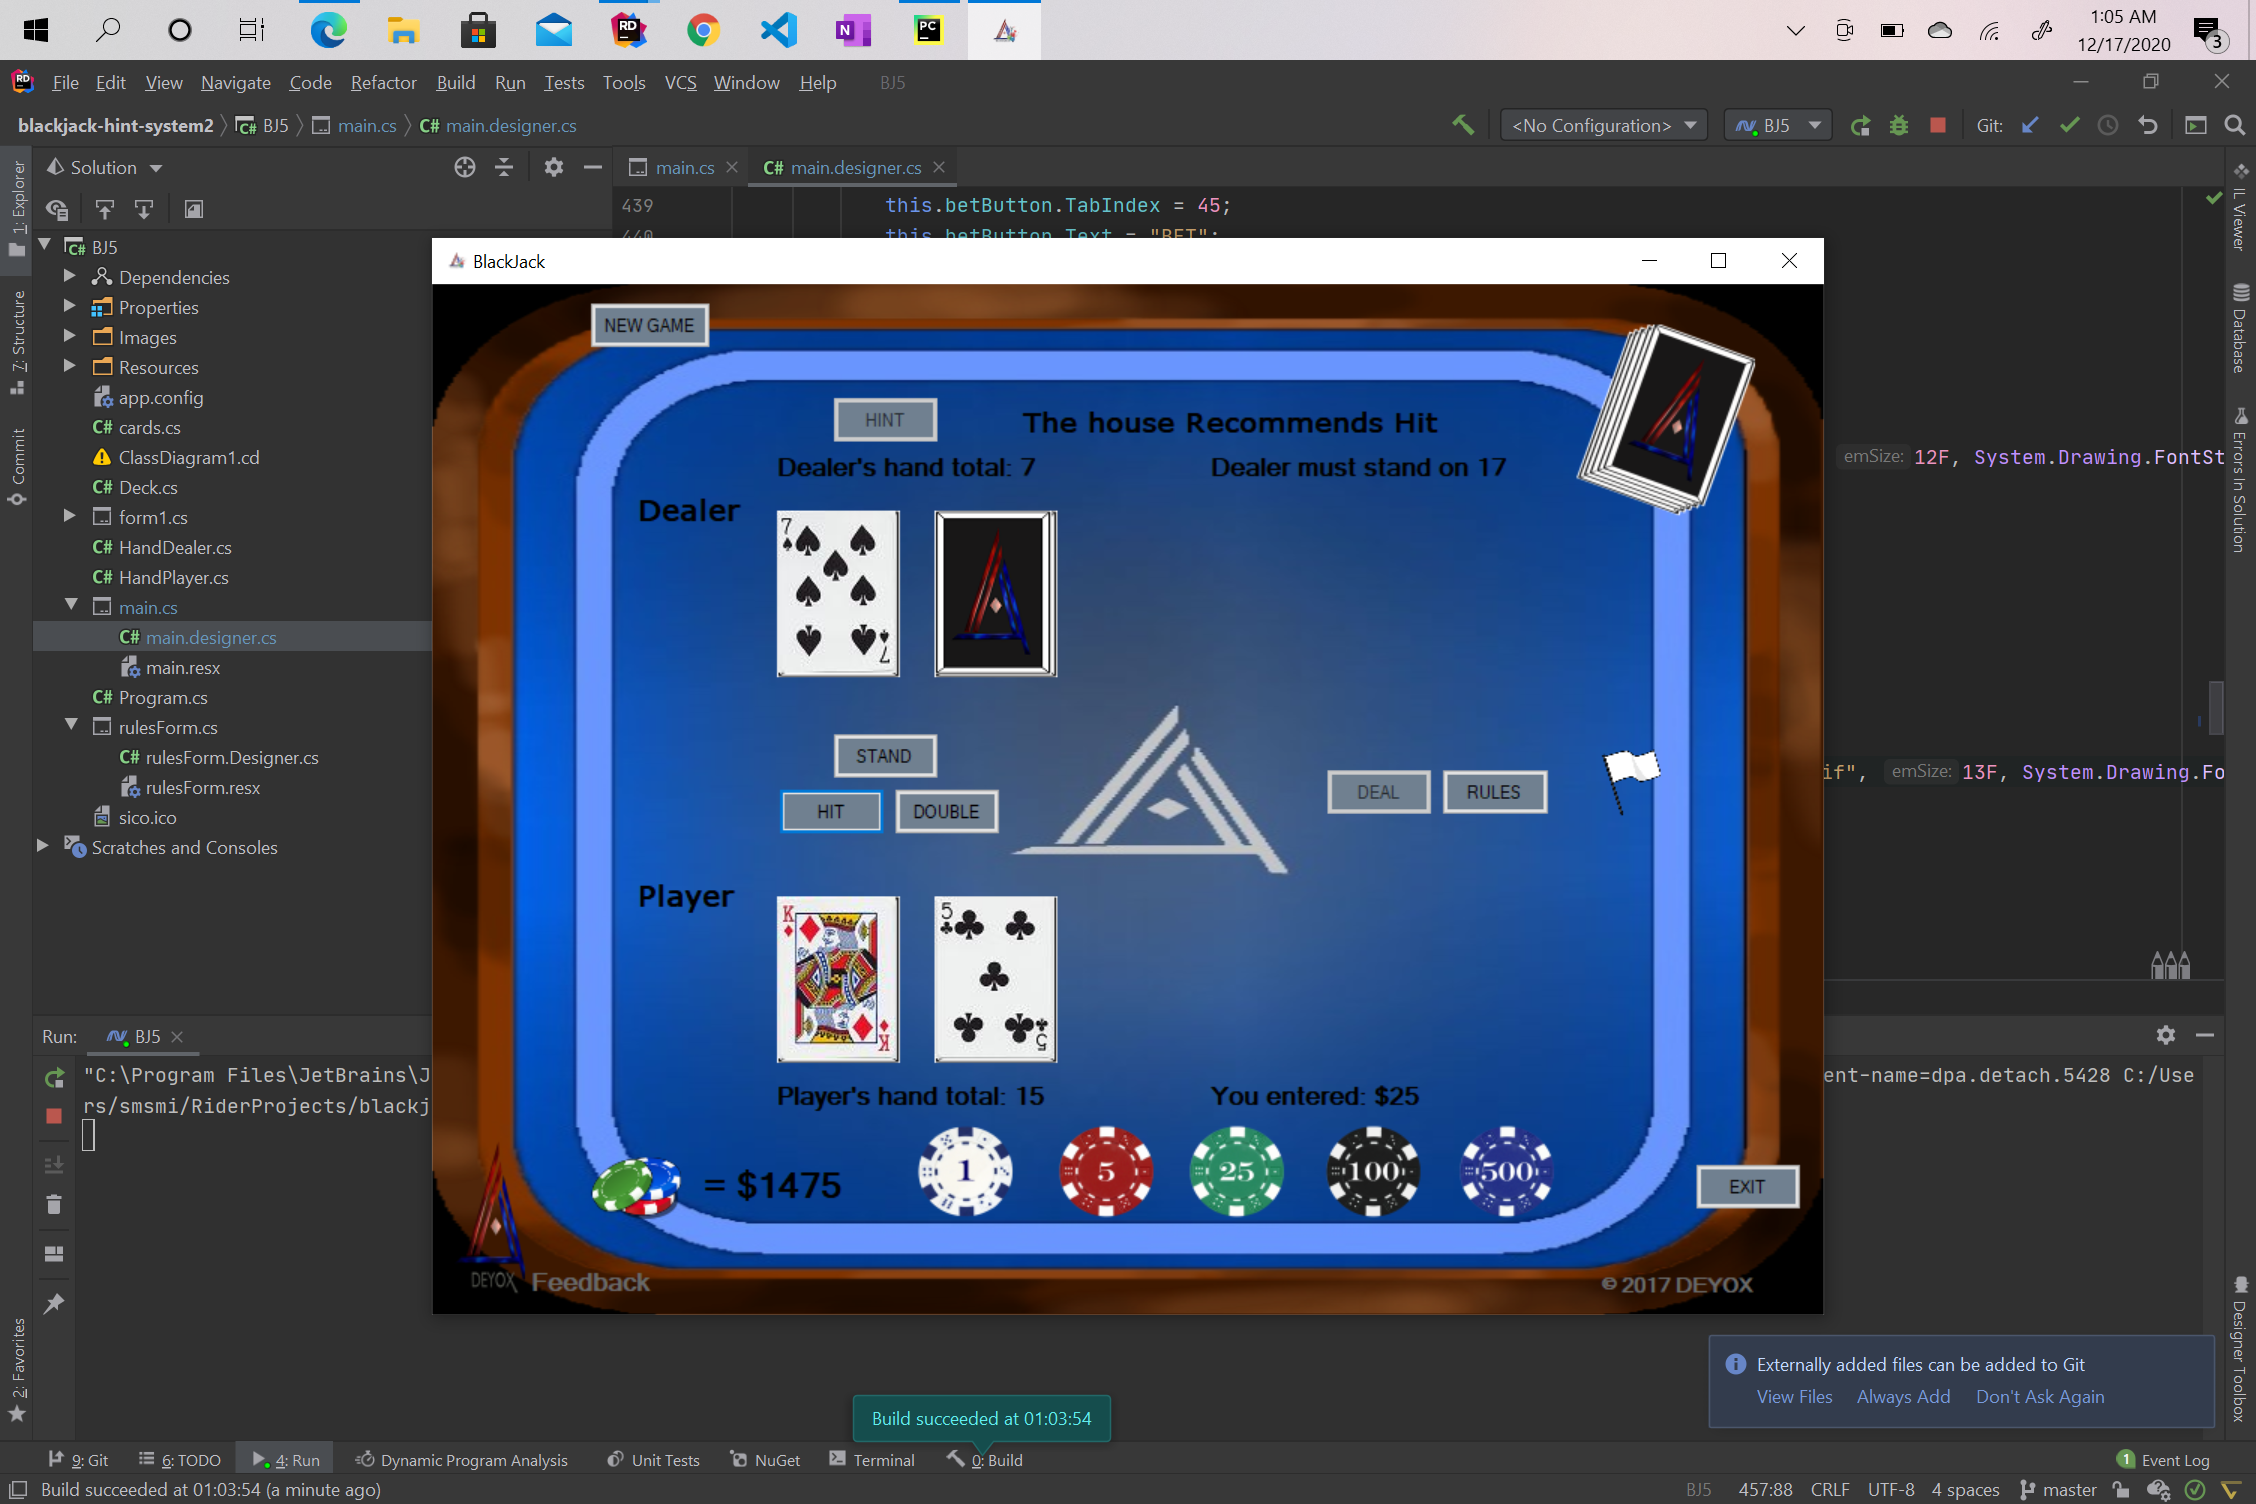 1:05 AM
12/17/2020
3
File Edit View Navigate Code Refactor Build Run Tests Tools VCS Window Help BJ5
blackjack-hint-system2 BJ5 main.cs C# main.designer.cs
<No Configuration> BJ5 Git:
Solution
main.cs C# main.designer.cs
439 this.betButton.TabIndex = 45;
440 this.betButton.Text = "BET";
1: Explorer
7: Structure
Commit
2: Favorites
BJ5
Dependencies
Properties
Images
Resources
app.config
C# cards.cs
ClassDiagram1.cd
C# Deck.cs
form1.cs
C# HandDealer.cs
C# HandPlayer.cs
main.cs
C# main.designer.cs
main.resx
C# Program.cs
rulesForm.cs
C# rulesForm.Designer.cs
rulesForm.resx
sico.ico
Scratches and Consoles
IL Viewer
Database
Errors In Solution
Designer Toolbox
emSize: 12F, System.Drawing.FontSt
if", emSize: 13F, System.Drawing.Fo
BlackJack
NEW GAME
HINT
The house Recommends Hit
Dealer's hand total: 7
Dealer must stand on 17
Dealer
7
7
STAND
HIT
DOUBLE
DEAL
RULES
Player
K
K
5
5
Player's hand total: 15
You entered: $25
= $1475
1
5
25
100
500
EXIT
DEYOX
Feedback
© 2017 DEYOX
Run: BJ5
"C:\Program Files\JetBrains\J
ent-name=dpa.detach.5428 C:/Use
rs/smsmi/RiderProjects/blackj
Externally added files can be added to Git
View Files Always Add Don't Ask Again
Build succeeded at 01:03:54
9: Git 6: TODO 4: Run Dynamic Program Analysis Unit Tests NuGet Terminal 0: Build
1 Event Log
Build succeeded at 01:03:54 (a minute ago)
BJ5 457:88 CRLF UTF-8 4 spaces master